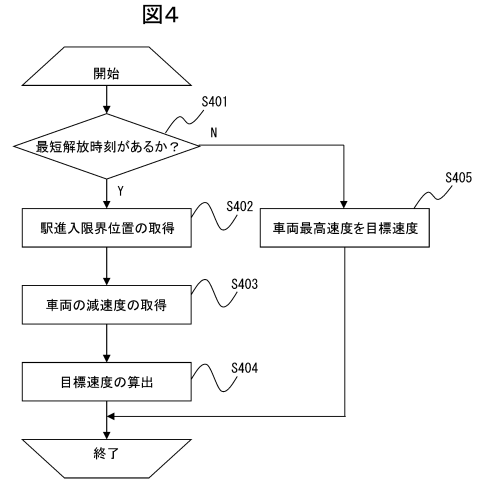 図4
開始
S401
最短解放時刻があるか？
N
Y
S402
駅進入限界位置の取得
S405
車両最高速度を目標速度
S403
車両の減速度の取得
S404
目標速度の算出
終了